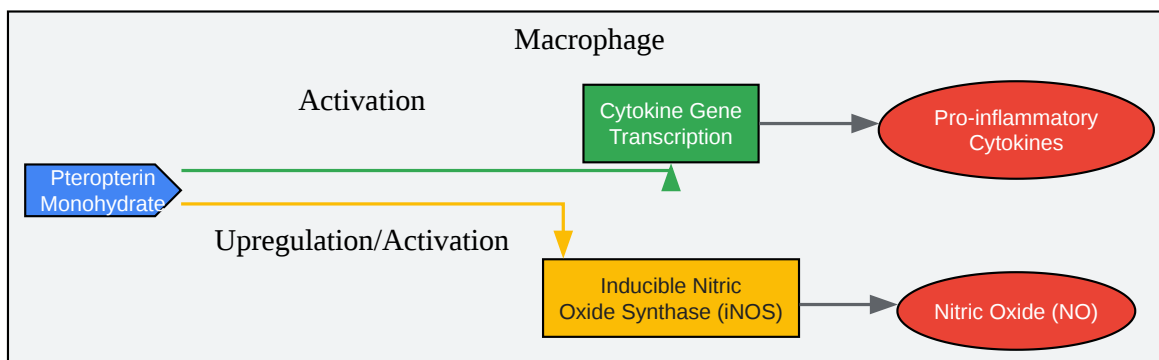 Macrophage
Activation
Cytokine Gene
Transcription
Pro-inflammatory
Cytokines
Pteropterin
Monohydrate
Upregulation/Activation
Inducible Nitric
Oxide Synthase (iNOS)
Nitric Oxide (NO)